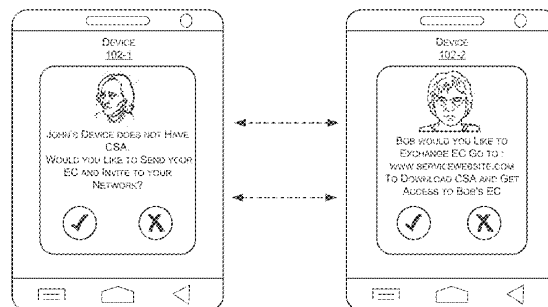 DEVICE
102-1
JOHN'S DEVICE DOES NOT HAVE
CSA.
WOULD YOU LIKE TO SEND YOUR
EC AND INVITE TO YOUR
NETWORK?
DEVICE
102-2
BOB WOULD YOU LIKE TO
EXCHANGE EC GO TO :
WWW.SERVICEWEBSITE.COM
TO DOWNLOAD CSA AND GET
ACCESS TO BOB'S EC